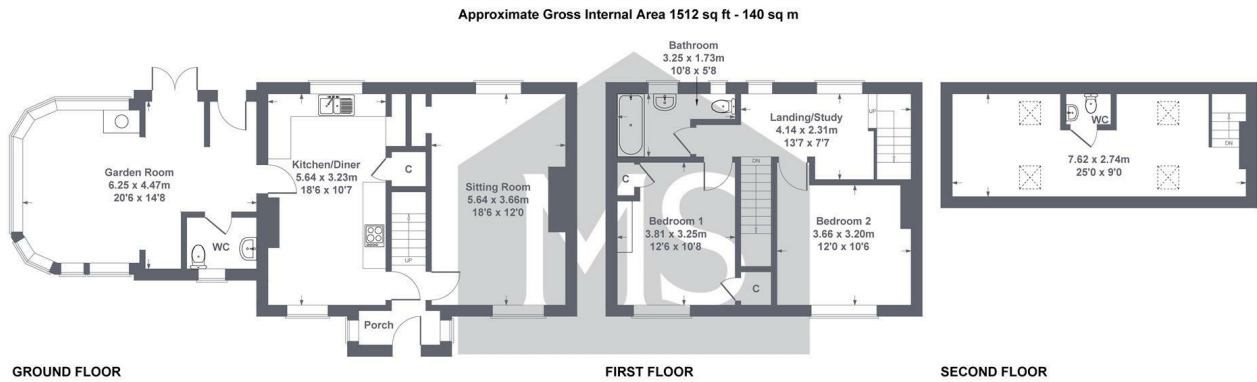 Approximate Gross Internal Area 1512 sq ft - 140 sq m
Garden Room
6.25 x 4.47m
20'6 x 14'8
WC
Kitchen/Diner
5.64 x 3.23m
18'6 x 10'7
C
UP
Sitting Room
5.64 x 3.66m
18'6 x 12'0
Porch
GROUND FLOOR
Bathroom
3.25 x 1.73m
10'8 x 5'8
Landing/Study
4.14 x 2.31m
13'7 x 7'7
UP
C
DN
Bedroom 1
3.81 x 3.25m
12'6 x 10'8
Bedroom 2
3.66 x 3.20m
12'0 x 10'6
C
MS
FIRST FLOOR
WC
7.62 x 2.74m
25'0 x 9'0
DN
SECOND FLOOR